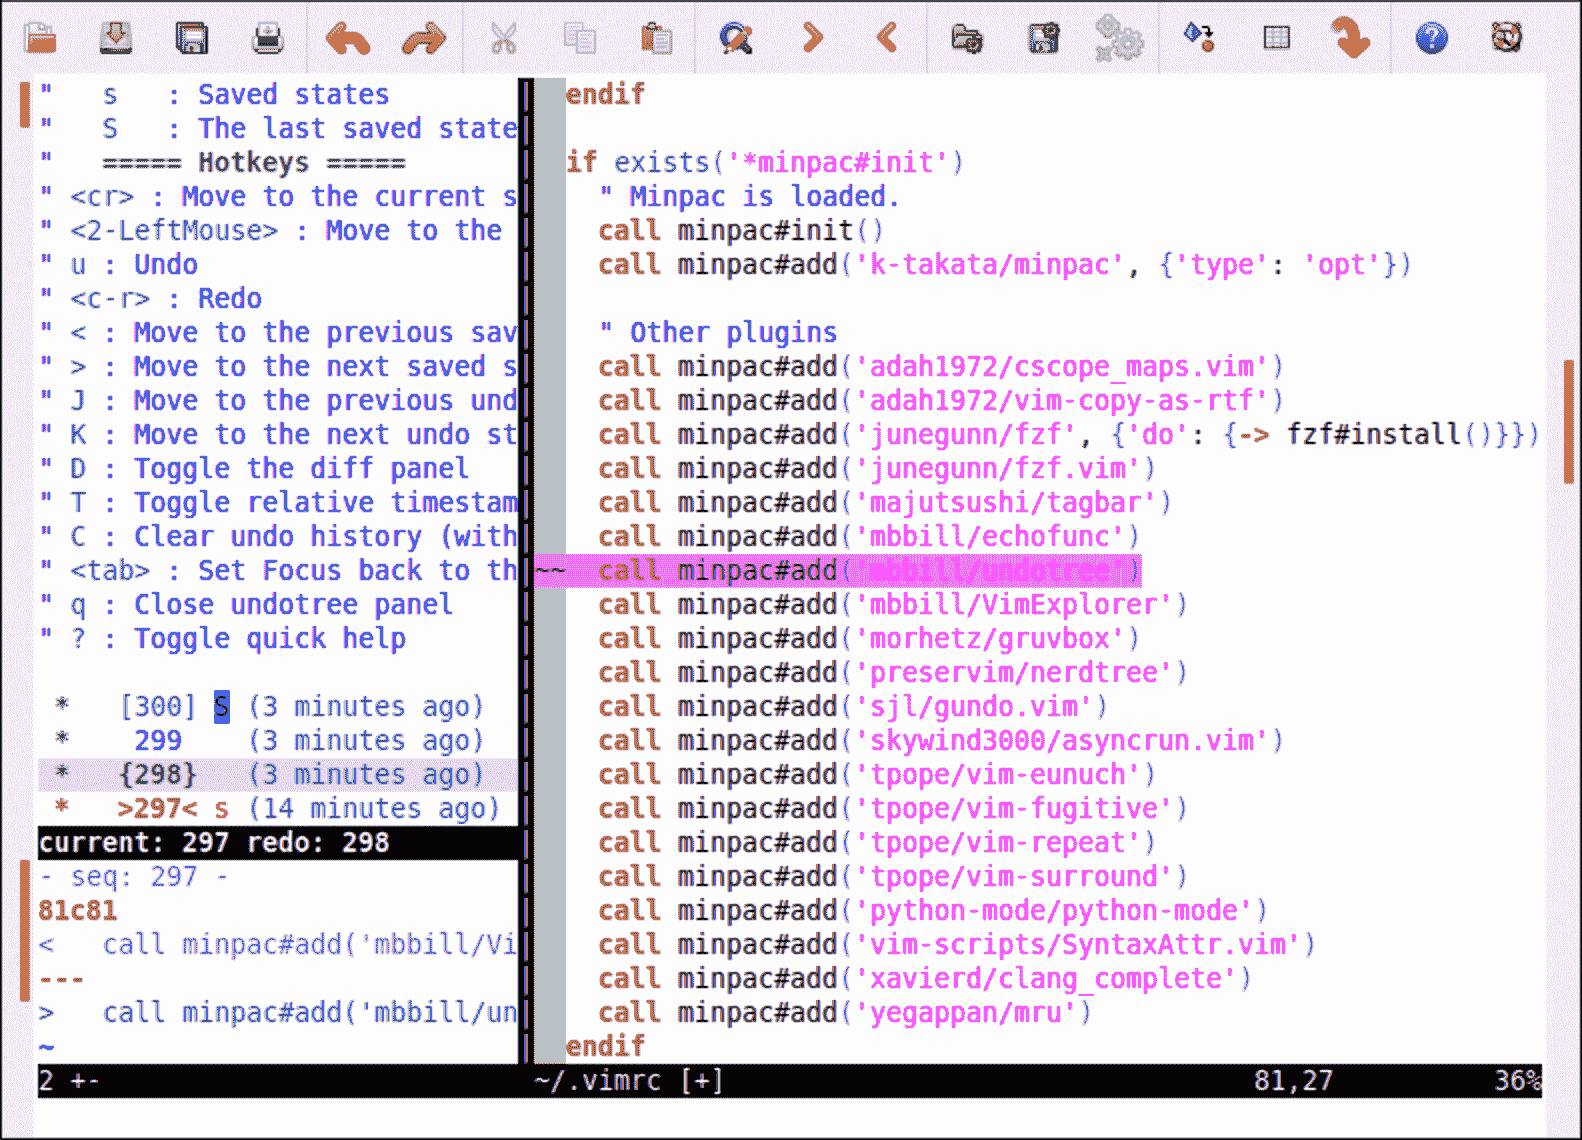 "   s   : Saved states
"   S   : The last saved state
"   ===== Hotkeys =====
" <cr> : Move to the current s
" <2-LeftMouse> : Move to the
" u : Undo
" <c-r> : Redo
" < : Move to the previous sav
" > : Move to the next saved s
" J : Move to the previous und
" K : Move to the next undo st
" D : Toggle the diff panel
" T : Toggle relative timestam
" C : Clear undo history (with
" <tab> : Set Focus back to th
" q : Close undotree panel
" ? : Toggle quick help
*   [300] S (3 minutes ago)
*    299    (3 minutes ago)
*   {298}   (3 minutes ago)
*   >297< s (14 minutes ago)
current: 297 redo: 298
- seq: 297 -
81c81
<   call minpac#add('mbbill/Vi
---
>   call minpac#add('mbbill/un
~
2 +-
endif
if exists('*minpac#init')
  " Minpac is loaded.
  call minpac#init()
  call minpac#add('k-takata/minpac', {'type': 'opt'})
  " Other plugins
  call minpac#add('adah1972/cscope_maps.vim')
  call minpac#add('adah1972/vim-copy-as-rtf')
  call minpac#add('junegunn/fzf', {'do': {-> fzf#install()}})
  call minpac#add('junegunn/fzf.vim')
  call minpac#add('majutsushi/tagbar')
  call minpac#add('mbbill/echofunc')
~~  call minpac#add('mbbill/undotree')
  call minpac#add('mbbill/VimExplorer')
  call minpac#add('morhetz/gruvbox')
  call minpac#add('preservim/nerdtree')
  call minpac#add('sjl/gundo.vim')
  call minpac#add('skywind3000/asyncrun.vim')
  call minpac#add('tpope/vim-eunuch')
  call minpac#add('tpope/vim-fugitive')
  call minpac#add('tpope/vim-repeat')
  call minpac#add('tpope/vim-surround')
  call minpac#add('python-mode/python-mode')
  call minpac#add('vim-scripts/SyntaxAttr.vim')
  call minpac#add('xavierd/clang_complete')
  call minpac#add('yegappan/mru')
endif
~/.vimrc [+] 81,27 36%